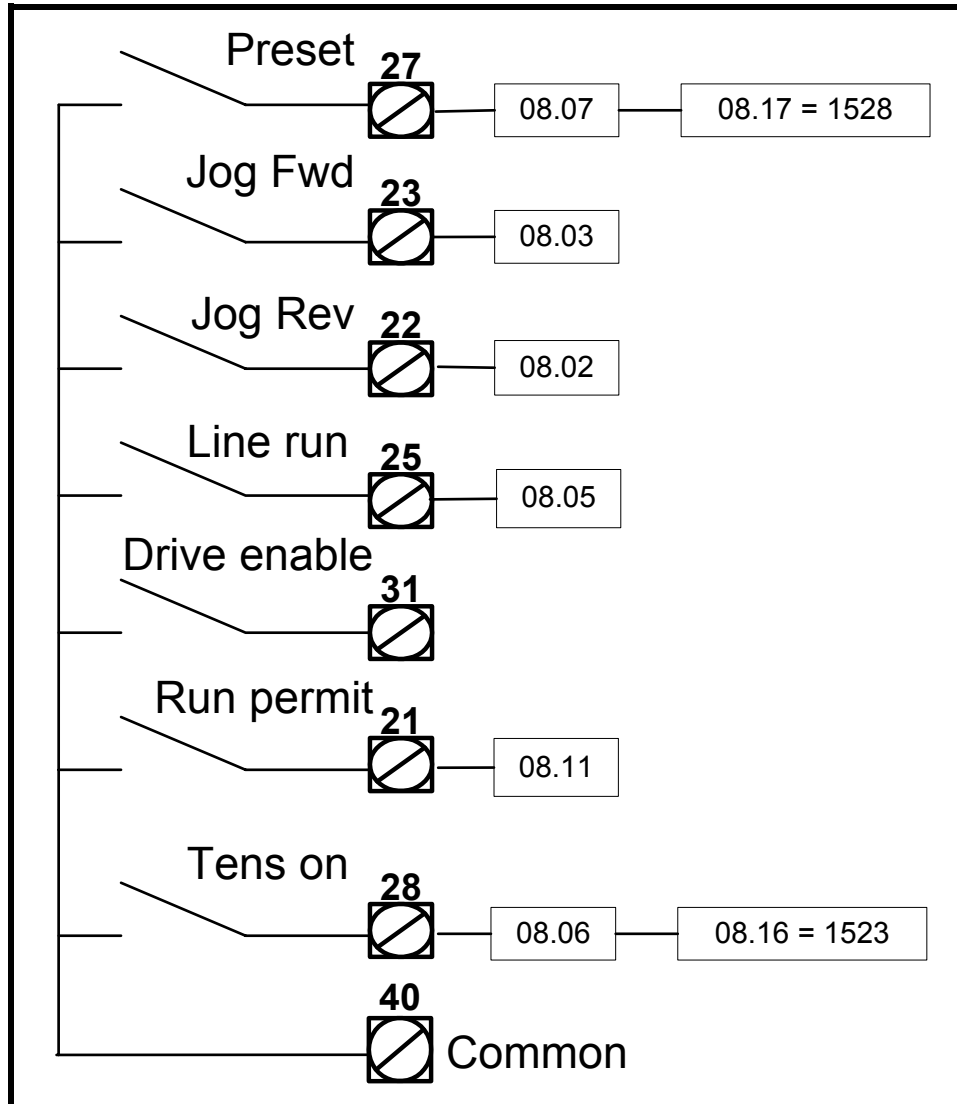 Preset
27
08.07
08.17 = 1528
Jog Fwd
23
08.03
Jog Rev
22
08.02
Line run
25
08.05
Drive enable
31
Run permit
21
08.11
Tens on
28
08.06
08.16 = 1523
40
Common